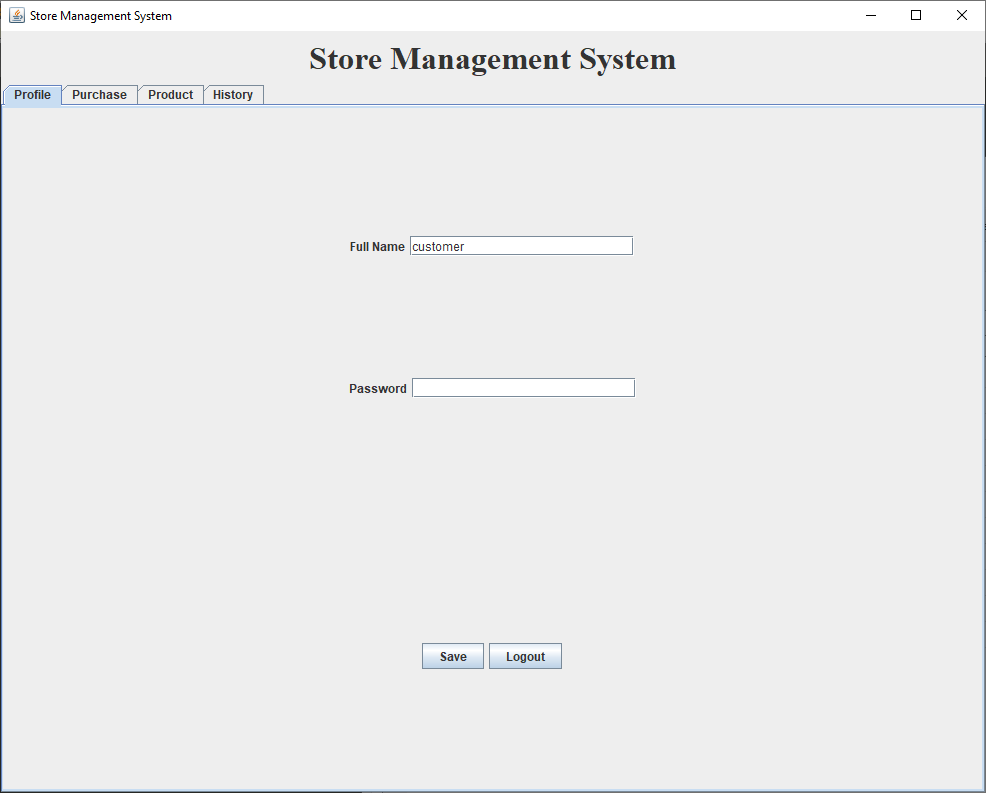 Store Management System
Store Management System
Profile Purchase Product History
Full Name customer
Password
Save Logout